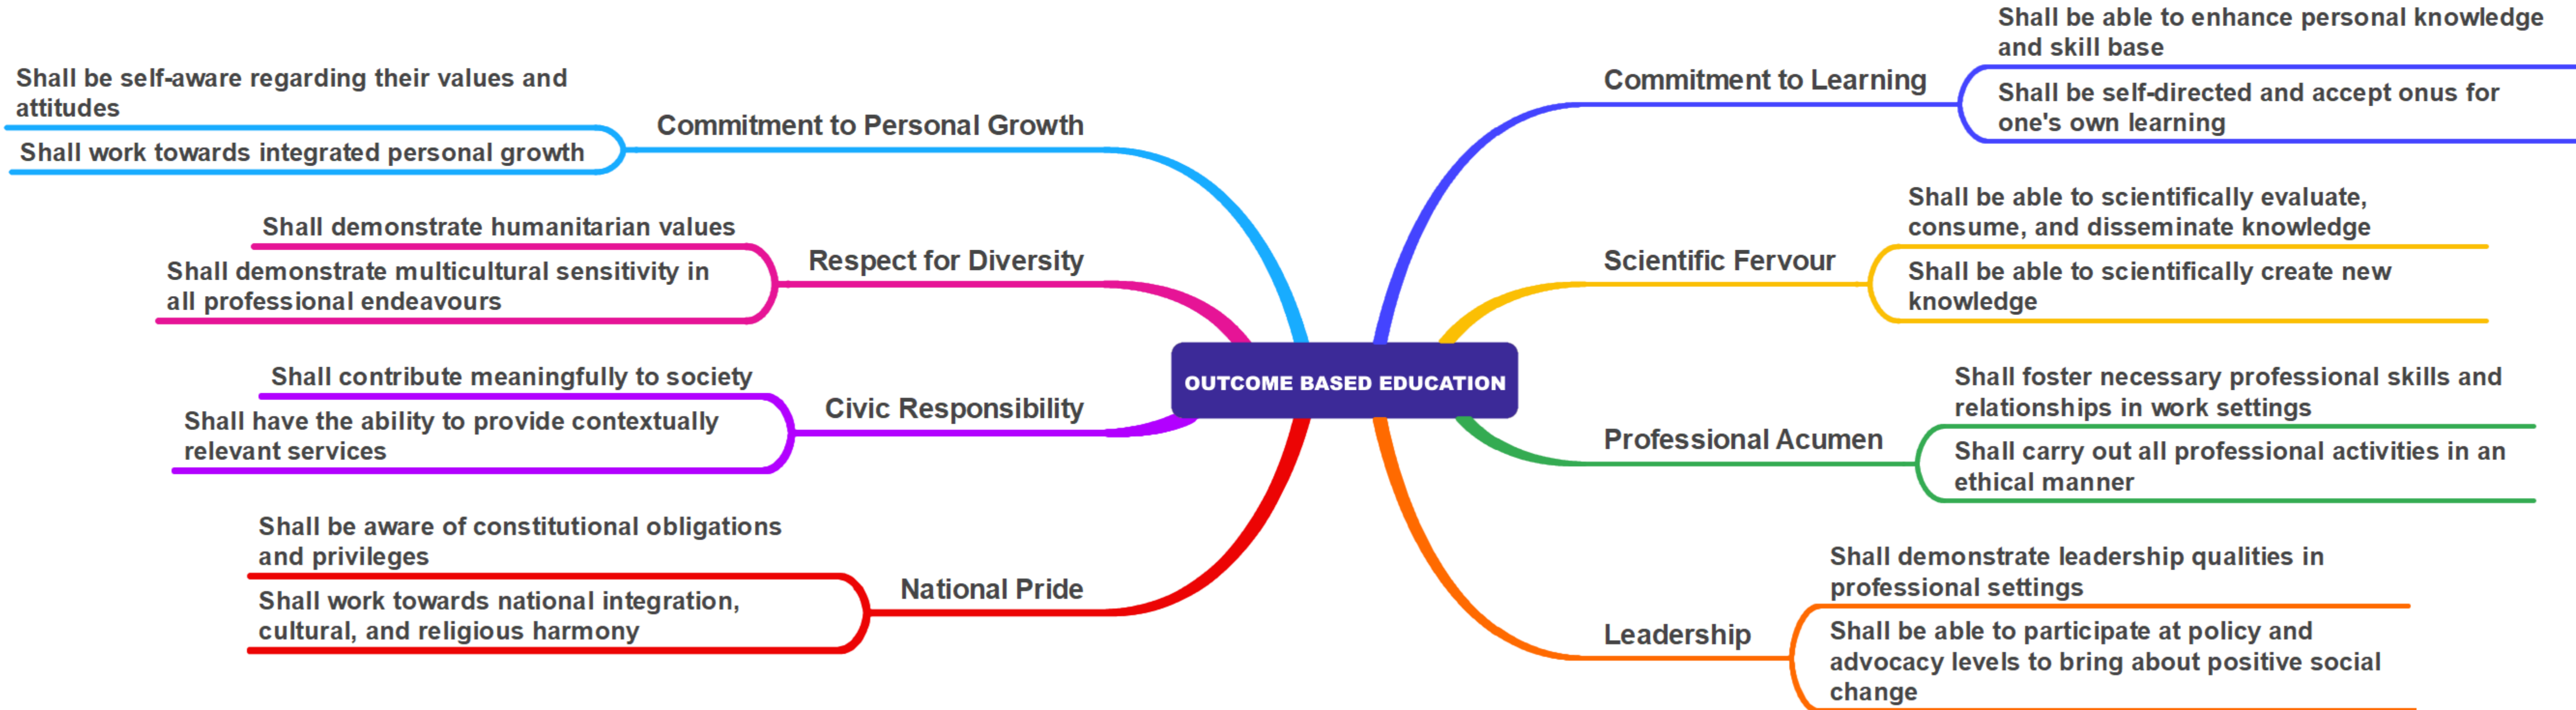 Shall be self-aware regarding their values and
attitudes
Shall work towards integrated personal growth
Commitment to Personal Growth
Shall demonstrate humanitarian values
Shall demonstrate multicultural sensitivity in
all professional endeavours
Respect for Diversity
Shall contribute meaningfully to society
Shall have the ability to provide contextually
relevant services
Civic Responsibility
Shall be aware of constitutional obligations
and privileges
Shall work towards national integration,
cultural, and religious harmony
National Pride
OUTCOME BASED EDUCATION
Commitment to Learning
Shall be able to enhance personal knowledge
and skill base
Shall be self-directed and accept onus for
one's own learning
Scientific Fervour
Shall be able to scientifically evaluate,
consume, and disseminate knowledge
Shall be able to scientifically create new
knowledge
Professional Acumen
Shall foster necessary professional skills and
relationships in work settings
Shall carry out all professional activities in an
ethical manner
Leadership
Shall demonstrate leadership qualities in
professional settings
Shall be able to participate at policy and
advocacy levels to bring about positive social
change